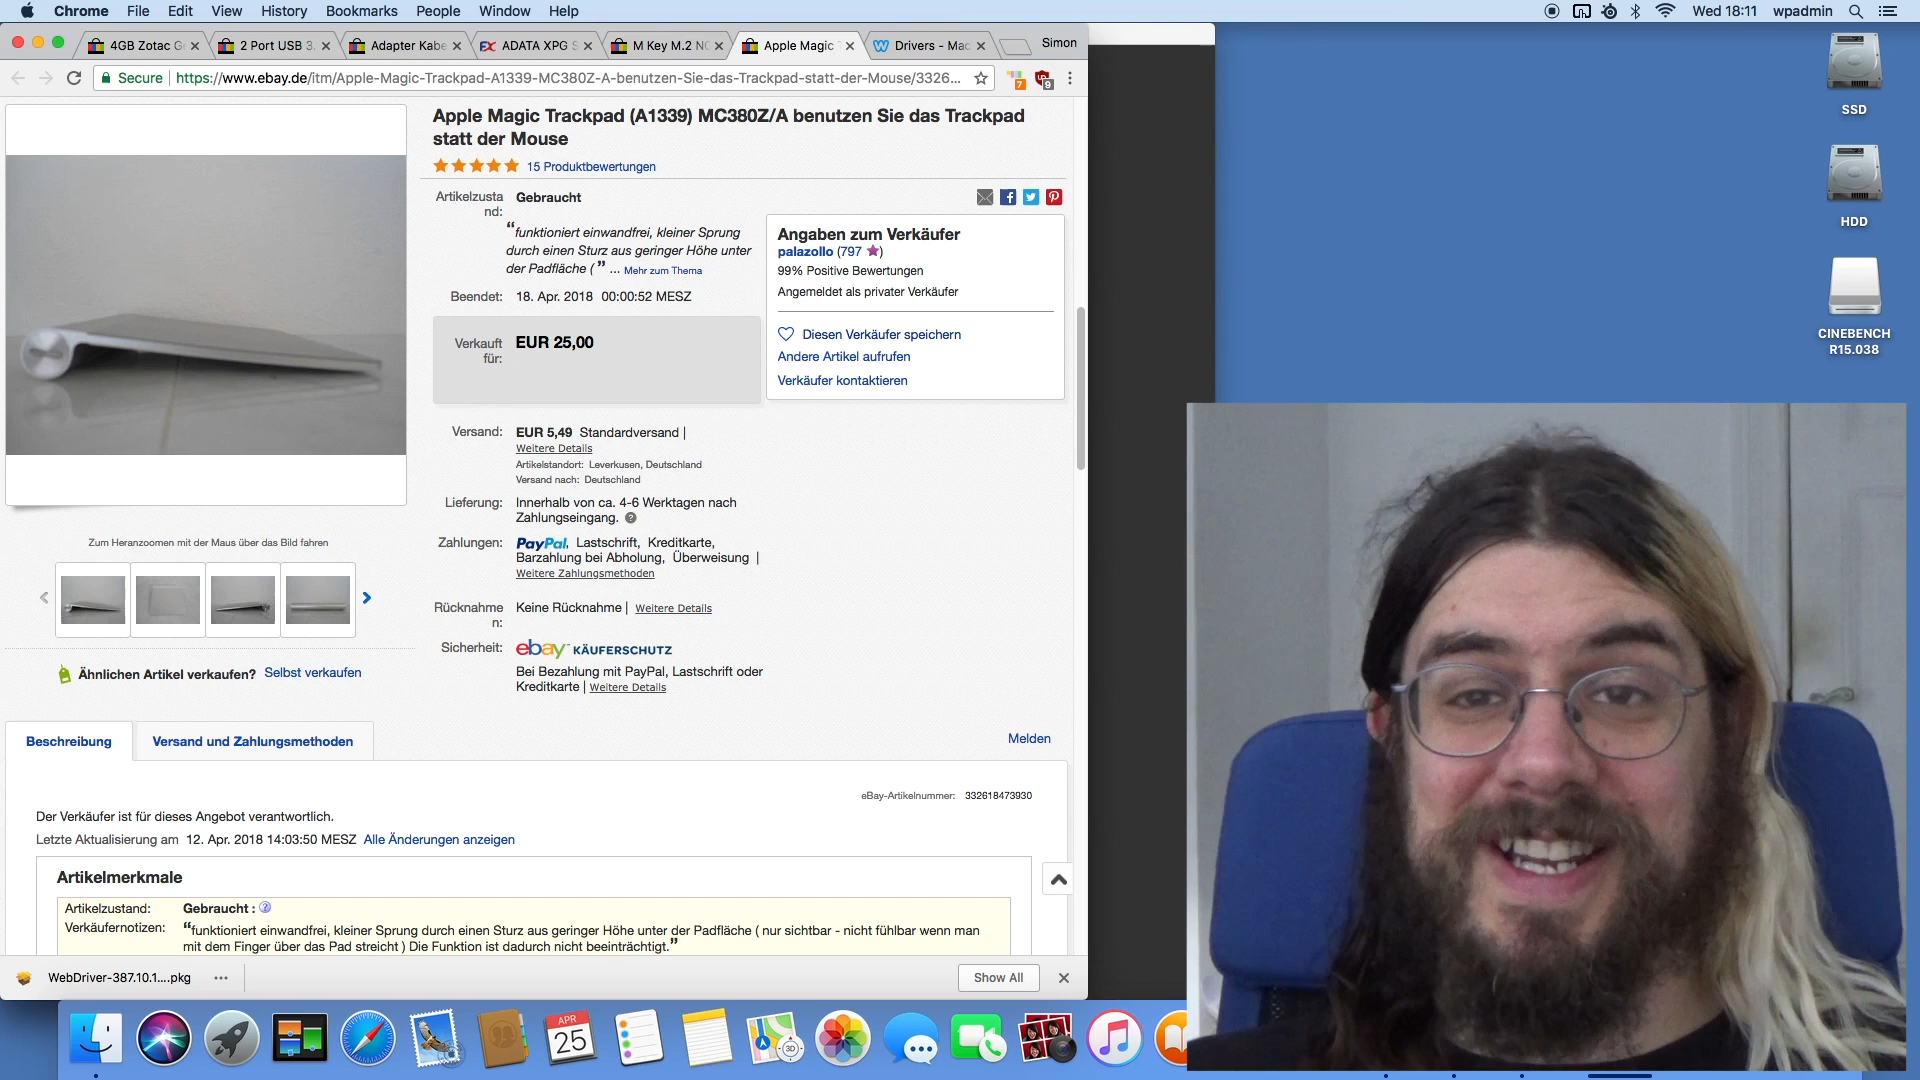 Chrome File Edit View History Bookmarks People Window Help
Wed 18:11 wpadmin
4GB Zotac G
2 Port USB 3.
Adapter Kabe
ADATA XPG S
M Key M.2 NG
Apple Magic T
Drivers - Mac
Simon
Secure https://www.ebay.de/itm/Apple-Magic-Trackpad-A1339-MC380Z-A-benutzen-Sie-das-Trackpad-statt-der-Mouse/3326...
7
9
Apple Magic Trackpad (A1339) MC380Z/A benutzen Sie das Trackpad
statt der Mouse
15 Produktbewertungen
Artikelzusta
nd:
Gebraucht
“funktioniert einwandfrei, kleiner Sprung
durch einen Sturz aus geringer Höhe unter
der Padfläche (” ... Mehr zum Thema
Beendet: 18. Apr. 2018 00:00:52 MESZ
Verkauft
für:
EUR 25,00
Angaben zum Verkäufer
palazollo (797)
99% Positive Bewertungen
Angemeldet als privater Verkäufer
Diesen Verkäufer speichern
Andere Artikel aufrufen
Verkäufer kontaktieren
Versand: EUR 5,49 Standardversand |
Weitere Details
Artikelstandort: Leverkusen, Deutschland
Versand nach: Deutschland
Lieferung: Innerhalb von ca. 4-6 Werktagen nach
Zahlungseingang. ?
Zahlungen: PayPal, Lastschrift, Kreditkarte,
Barzahlung bei Abholung, Überweisung |
Weitere Zahlungsmethoden
Rücknahme
n:
Keine Rücknahme | Weitere Details
Sicherheit: ebay KÄUFERSCHUTZ
Bei Bezahlung mit PayPal, Lastschrift oder
Kreditkarte | Weitere Details
Zum Heranzoomen mit der Maus über das Bild fahren
Ähnlichen Artikel verkaufen? Selbst verkaufen
Beschreibung
Versand und Zahlungsmethoden
Melden
eBay-Artikelnummer: 332618473930
Der Verkäufer ist für dieses Angebot verantwortlich.
Letzte Aktualisierung am 12. Apr. 2018 14:03:50 MESZ Alle Änderungen anzeigen
Artikelmerkmale
Artikelzustand: Gebraucht : ?
Verkäufernotizen: “funktioniert einwandfrei, kleiner Sprung durch einen Sturz aus geringer Höhe unter der Padfläche ( nur sichtbar - nicht fühlbar wenn man
mit dem Finger über das Pad streicht ) Die Funktion ist dadurch nicht beeinträchtigt.”
WebDriver-387.10.1....pkg
Show All
SSD
HDD
CINEBENCH
R15.038
APR
25
3D